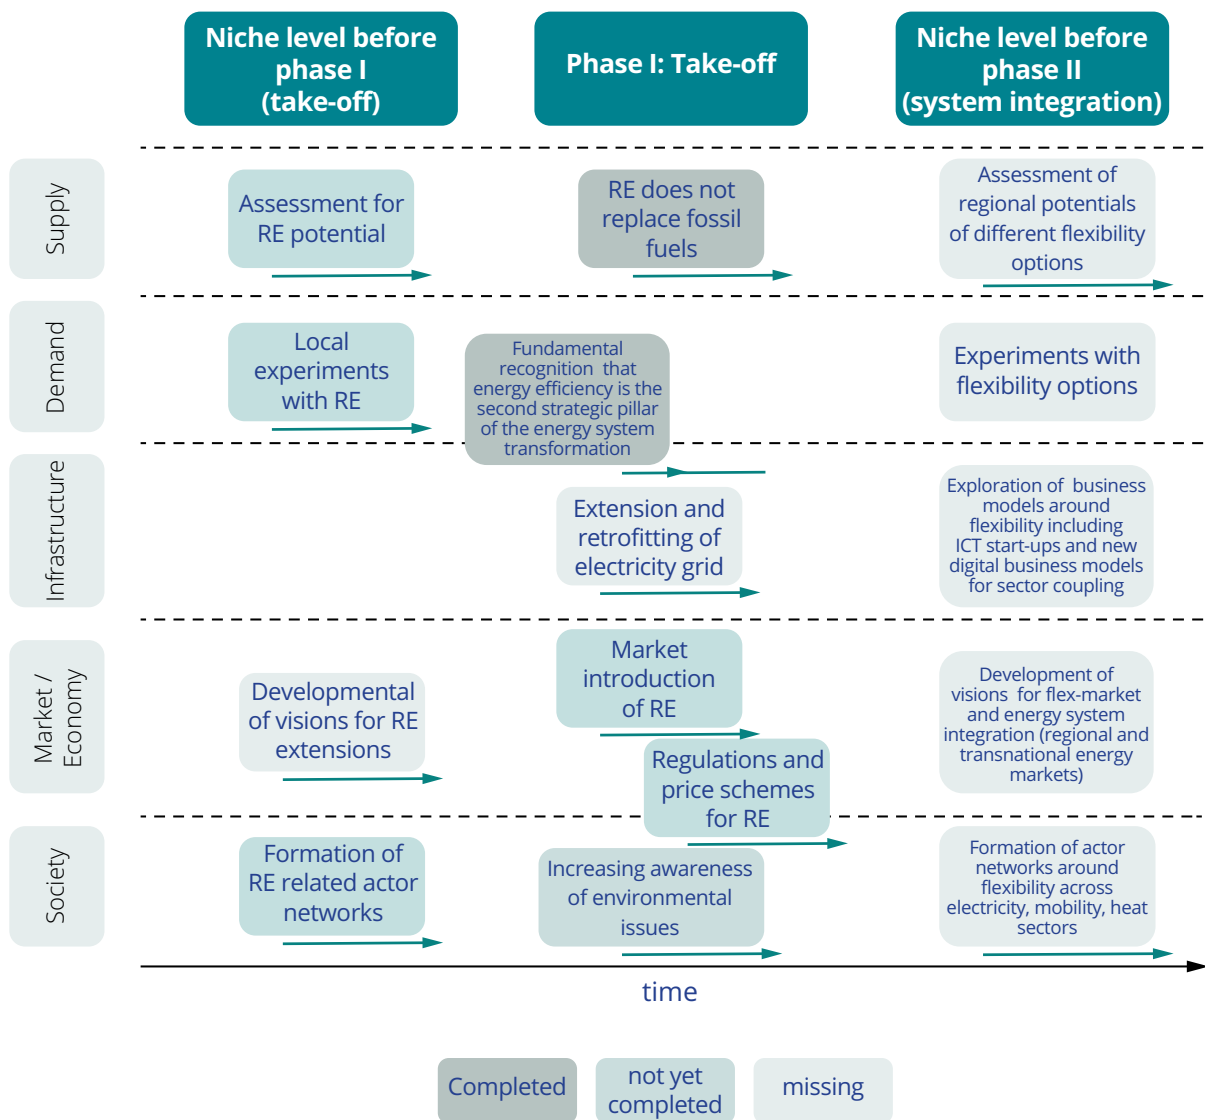 Niche level before
phase I
(take-off)
Phase I: Take-off
Niche level before
phase II
(system integration)
Supply
Assessment for
RE potential
RE does not
replace fossil
fuels
Assessment of
regional potentials
of different flexibility
options
Demand
Local
experiments
with RE
Fundamental
recognition that
energy efficiency is the
second strategic pillar
of the energy system
transformation
Experiments with
flexibility options
Infrastructure
Extension and
retrofitting of
electricity grid
Exploration of business
models around
flexibility including
ICT start-ups and new
digital business models
for sector coupling
Market /
Economy
Developmental
of visions for RE
extensions
Market
introduction
of RE
Regulations and
price schemes
for RE
Development of
visions for flex-market
and energy system
integration (regional and
transnational energy
markets)
Society
Formation of
RE related actor
networks
Increasing awareness
of environmental
issues
Formation of actor
networks around
flexibility across
electricity, mobility, heat
sectors
time
Completed
not yet
completed
missing